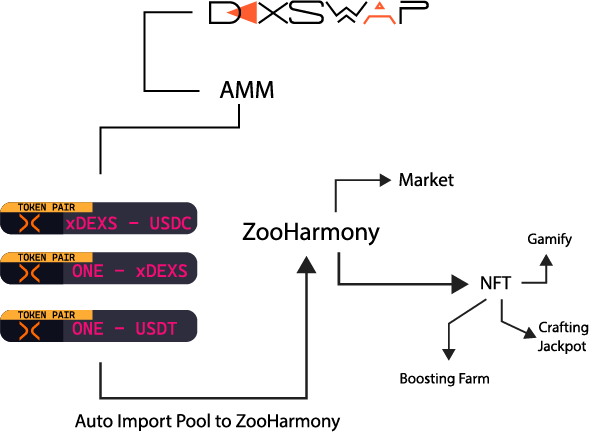 DEXSWAP
AMM
TOKEN PAIR
xDEXS - USDC
TOKEN PAIR
ONE - xDEXS
TOKEN PAIR
ONE - USDT
Auto Import Pool to ZooHarmony
Market
ZooHarmony
Gamify
NFT
Crafting
Jackpot
Boosting Farm